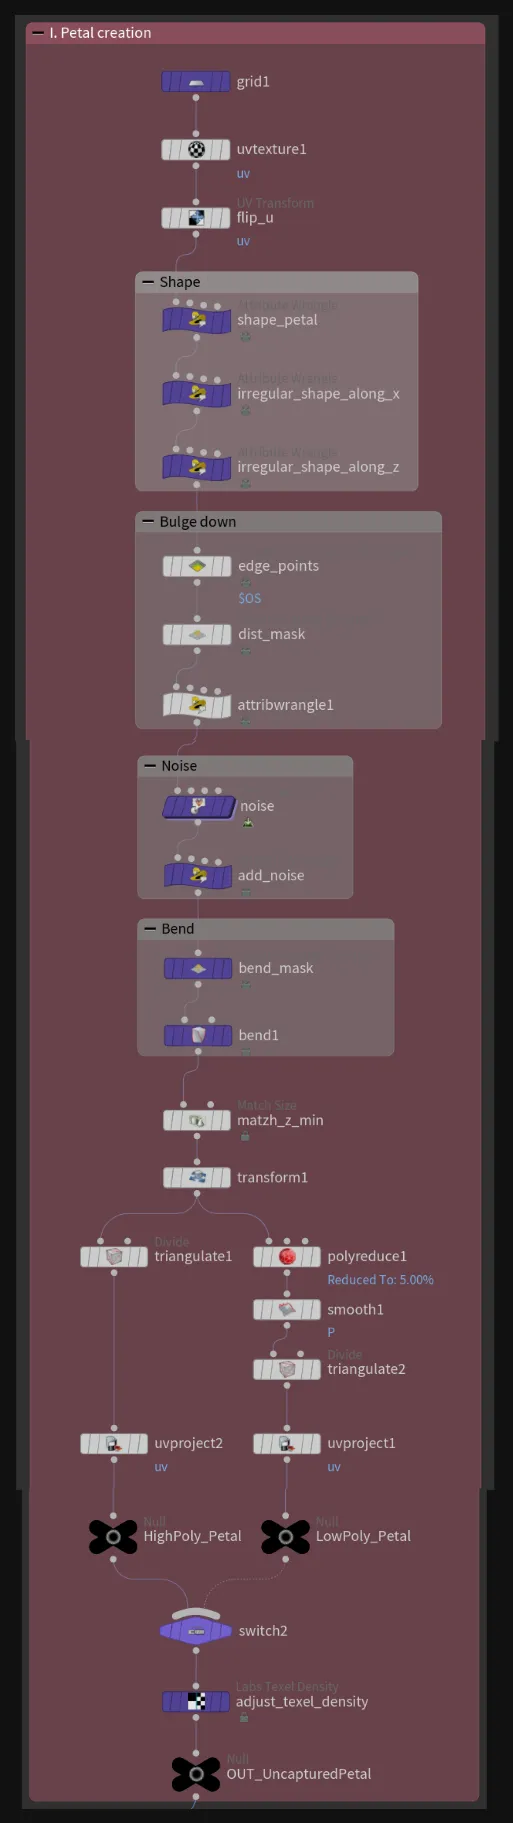 I. Petal creation
grid1
uvtexture1
uv
UV Transform
flip_u
uv
Shape
Attribute Wrangle
shape_petal
Attribute Wrangle
irregular_shape_along_x
Attribute Wrangle
irregular_shape_along_z
Bulge down
edge_points
$OS
dist_mask
attribwrangle1
Noise
noise
add_noise
Bend
bend_mask
bend1
Match Size
matzh_z_min
transform1
Divide
triangulate1
polyreduce1
Reduced To: 5.00%
smooth1
P
Divide
triangulate2
uvproject2
uv
uvproject1
uv
Null
HighPoly_Petal
Null
LowPoly_Petal
switch2
Labs Texel Density
adjust_texel_density
Null
OUT_UncapturedPetal